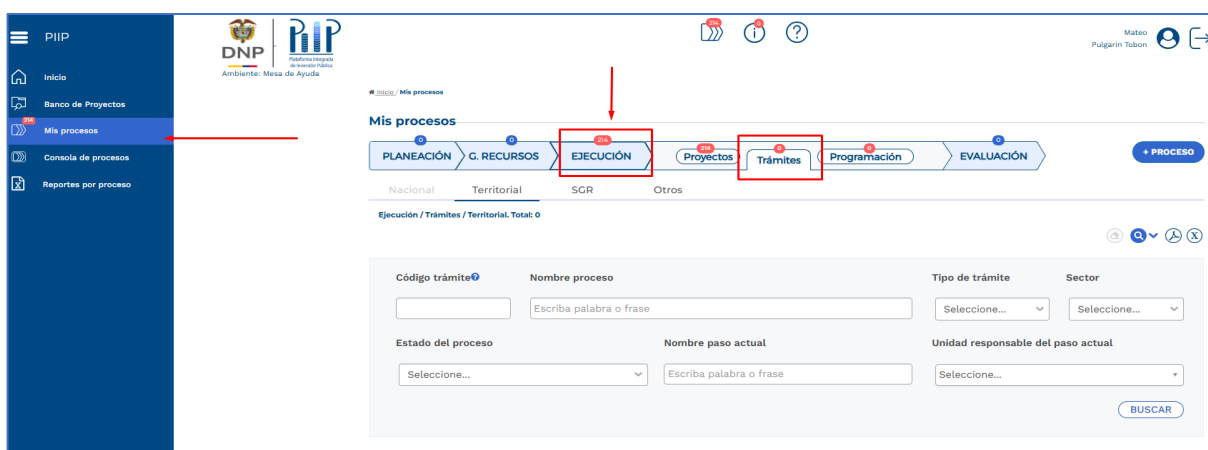 PIIP
Inicio
Banco de Proyectos
214
Mis procesos
Consola de procesos
Reportes por proceso
DNP
PIIP
Plataforma Integrada
de Inversión Pública
Ambiente: Mesa de Ayuda
214
0
Mateo
Pulgarin Tobon
Inicio / Mis procesos
Mis procesos
0 0 214 214 0 0 0
PLANEACIÓN G. RECURSOS EJECUCIÓN Proyectos Trámites Programación EVALUACIÓN
+ PROCESO
Nacional Territorial SGR Otros
Ejecución / Trámites / Territorial. Total: 0
Código trámite Nombre proceso Tipo de trámite Sector
Escriba palabra o frase Seleccione... Seleccione...
Estado del proceso Nombre paso actual Unidad responsable del paso actual
Seleccione... Escriba palabra o frase Seleccione...
BUSCAR